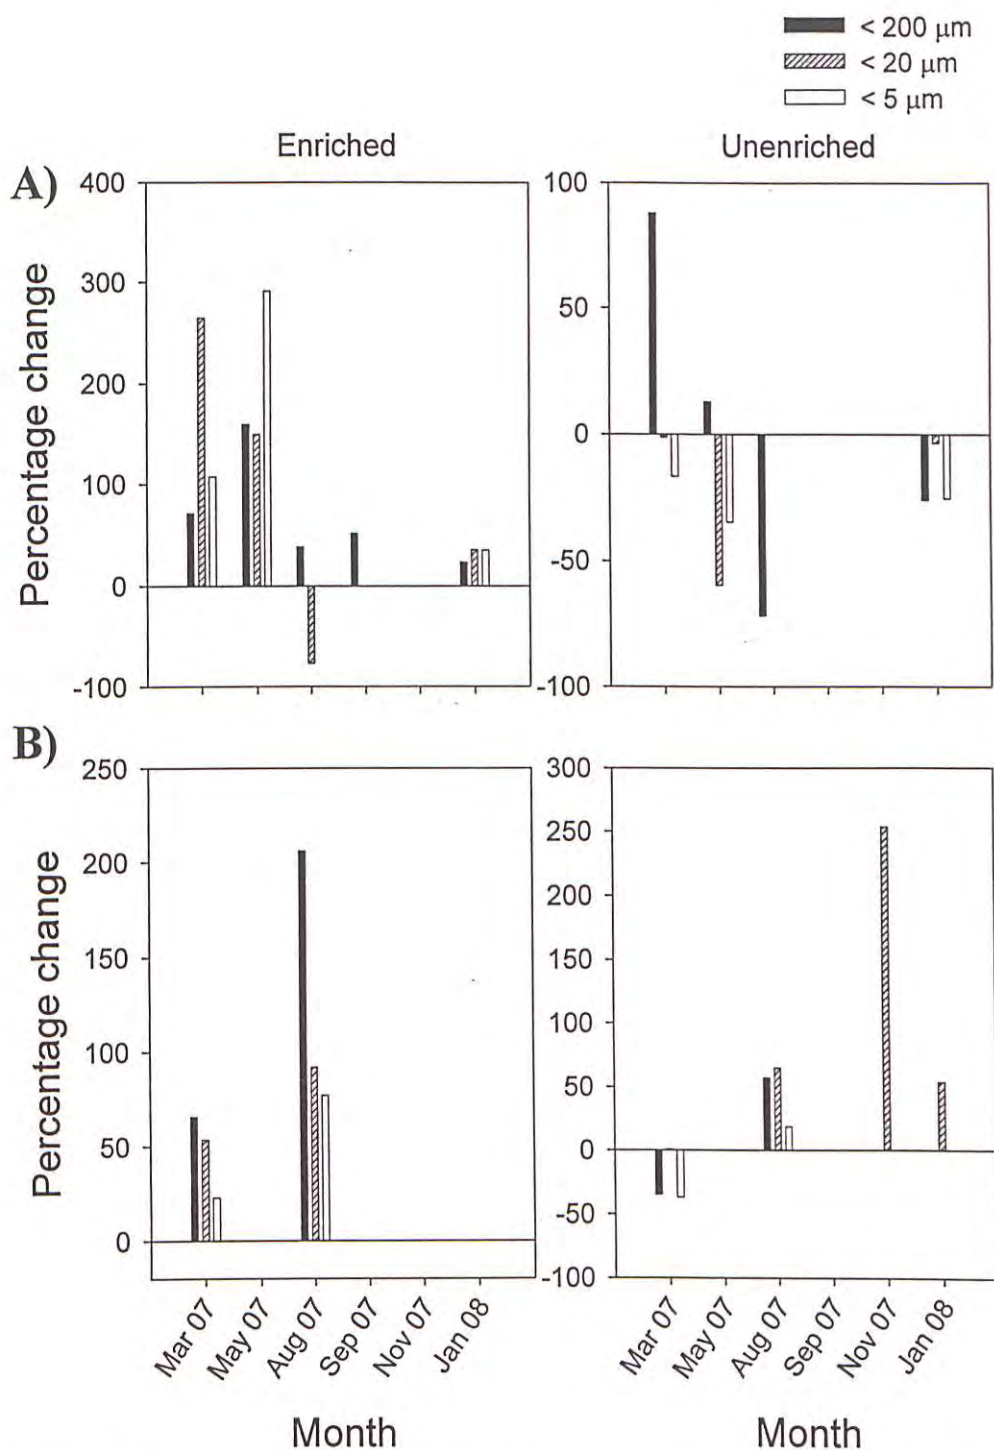 < 200 μm
< 20 μm
< 5 μm
Enriched
Unenriched
A)
Percentage change
400
300
200
100
0
-100
100
50
0
-50
-100
B)
Percentage change
250
200
150
100
50
0
300
250
200
150
100
50
0
-50
-100
Mar 07
May 07
Aug 07
Sep 07
Nov 07
Jan 08
Mar 07
May 07
Aug 07
Sep 07
Nov 07
Jan 08
Month
Month